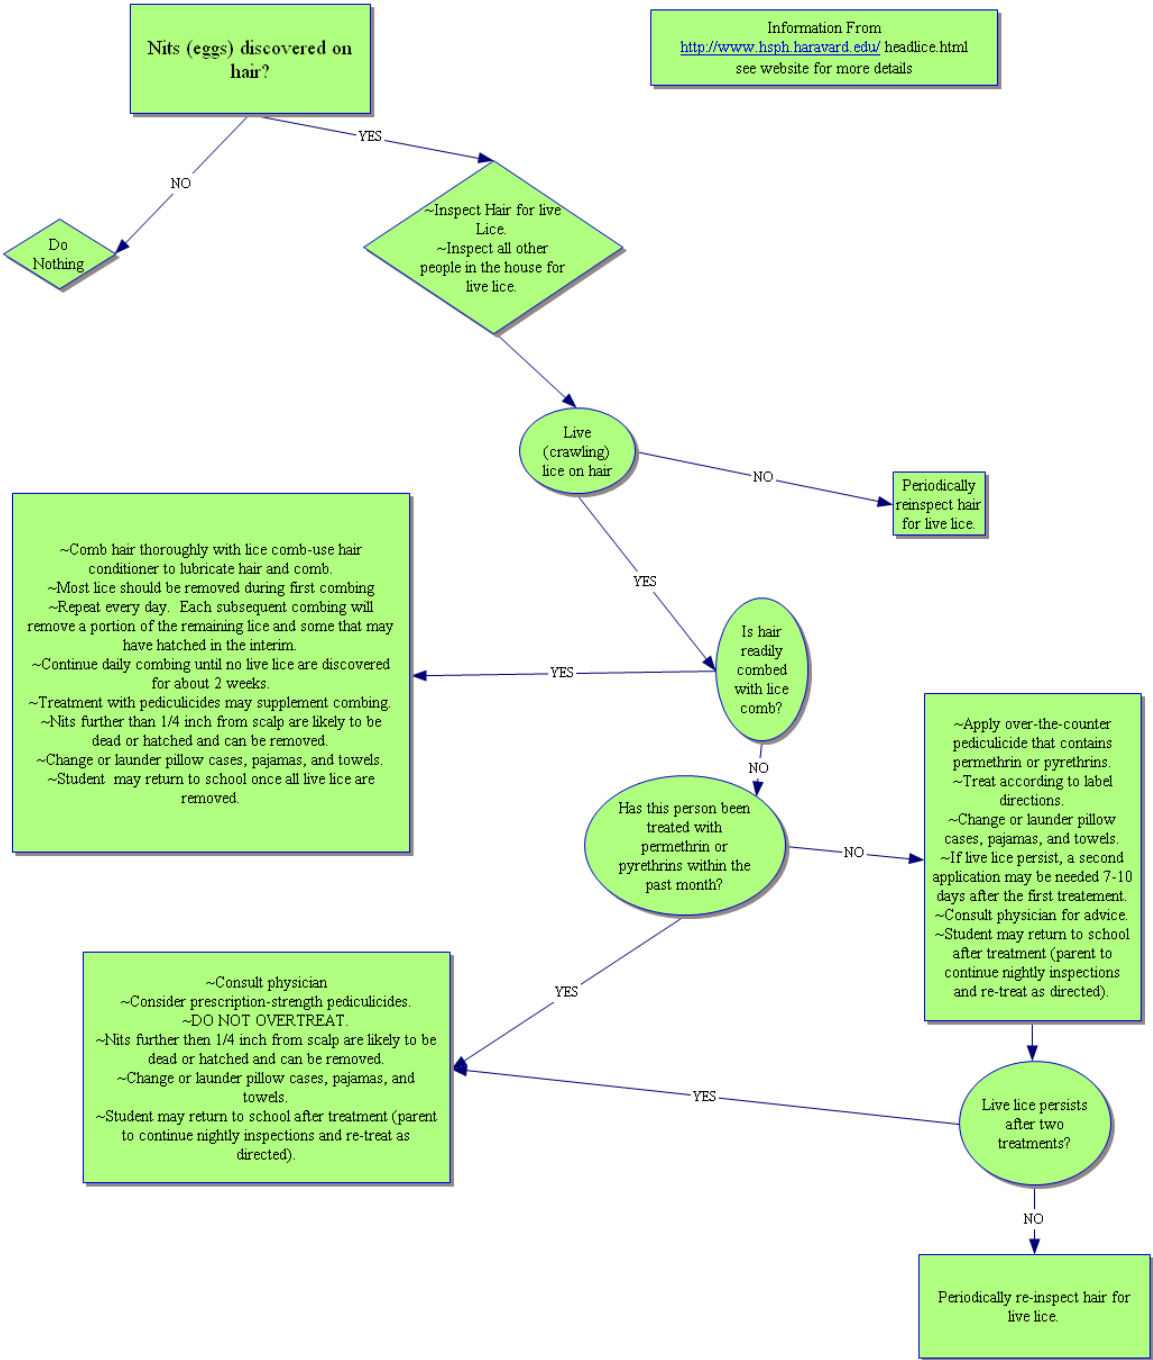 Nits (eggs) discovered on
hair?
Information From
http://www.hsph.haravard.edu/ headlice.html
see website for more details
YES
NO
Do
Nothing
~Inspect Hair for live
Lice.
~Inspect all other
people in the house for
live lice.
Live
(crawling)
lice on hair
NO
Periodically
reinspect hair
for live lice.
YES
Is hair
readily
combed
with lice
comb?
YES
~Comb hair thoroughly with lice comb-use hair
conditioner to lubricate hair and comb.
~Most lice should be removed during first combing
~Repeat every day.  Each subsequent combing will
remove a portion of the remaining lice and some that may
have hatched in the interim.
~Continue daily combing until no live lice are discovered
for about 2 weeks.
~Treatment with pediculicides may supplement combing.
~Nits further than 1/4 inch from scalp are likely to be
dead or hatched and can be removed.
~Change or launder pillow cases, pajamas, and towels.
~Student  may return to school once all live lice are
removed.
NO
Has this person been
treated with
permethrin or
pyrethrins within the
past month?
NO
~Apply over-the-counter
pediculicide that contains
permethrin or pyrethrins.
~Treat according to label
directions.
~Change or launder pillow
cases, pajamas, and towels.
~If live lice persist, a second
application may be needed 7-10
days after the first treatement.
~Consult physician for advice.
~Student may return to school
after treatment (parent to
continue nightly inspections
and re-treat as directed).
YES
~Consult physician
~Consider prescription-strength pediculicides.
~DO NOT OVERTREAT.
~Nits further then 1/4 inch from scalp are likely to be
dead or hatched and can be removed.
~Change or launder pillow cases, pajamas, and
towels.
~Student may return to school after treatment (parent
to continue nightly inspections and re-treat as
directed).
YES
Live lice persists
after two
treatments?
NO
Periodically re-inspect hair for
live lice.